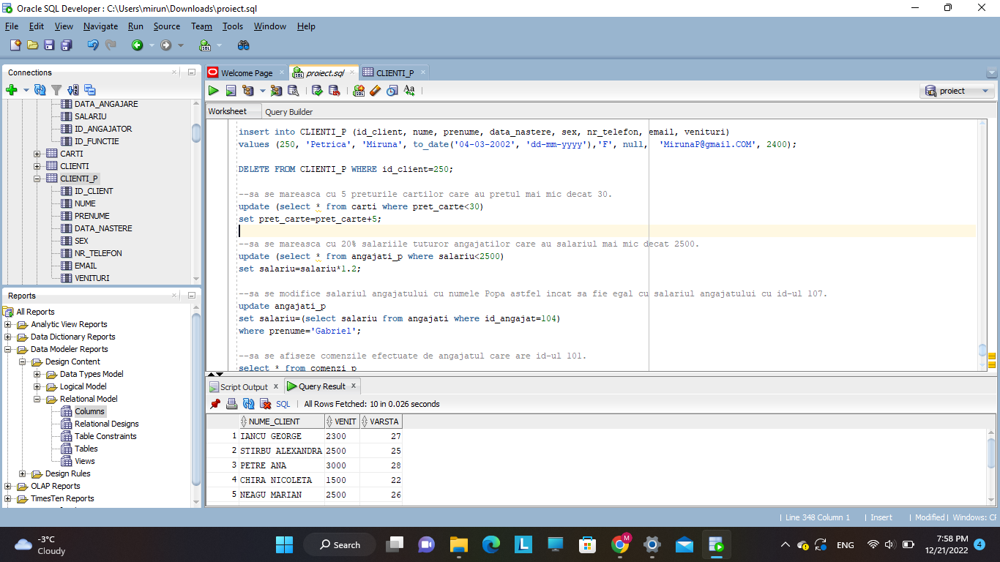 Oracle SQL Developer : C:\Users\mirun\Downloads\proiect.sql
File Edit View Navigate Run Source Team Tools Window Help
Connections
DATA_ANGAJARE
SALARIU
ID_ANGAJATOR
ID_FUNCTIE
CARTI
CLIENTI
CLIENTI_P
ID_CLIENT
NUME
PRENUME
DATA_NASTERE
SEX
NR_TELEFON
EMAIL
VENITURI
Reports
All Reports
Analytic View Reports
Data Dictionary Reports
Data Modeler Reports
Design Content
Data Types Model
Logical Model
Relational Model
Columns
Relational Designs
Table Constraints
Tables
Views
Design Rules
OLAP Reports
TimesTen Reports
Welcome Page proiect.sql CLIENTI_P
proiect
Worksheet Query Builder
insert into CLIENTI_P (id_client, nume, prenume, data_nastere, sex, nr_telefon, email, venituri)
values (250, 'Petrica', 'Miruna', to_date('04-03-2002', 'dd-mm-yyyy'),'F', null, 'MirunaP@gmail.COM', 2400);
DELETE FROM CLIENTI_P WHERE id_client=250;
--sa se mareasca cu 5 preturile cartilor care au pretul mai mic decat 30.
update (select * from carti where pret_carte<30)
set pret_carte=pret_carte+5;
--sa se mareasca cu 20% salariile tuturor angajatilor care au salariul mai mic decat 2500.
update (select * from angajati_p where salariu<2500)
set salariu=salariu*1.2;
--sa se modifice salariul angajatului cu numele Popa astfel incat sa fie egal cu salariul angajatului cu id-ul 107.
update angajati_p
set salariu=(select salariu from angajati where id_angajat=104)
where prenume='Gabriel';
--sa se afiseze comenzile efectuate de angajatul care are id-ul 101.
select * from comenzi_p
Script Output x Query Result x
SQL | All Rows Fetched: 10 in 0.026 seconds
NUME_CLIENT VENIT VARSTA
1 IANCU GEORGE 2300 27
2 STIRBU ALEXANDRA 2500 25
3 PETRE ANA 3000 28
4 CHIRA NICOLETA 1500 22
5 NEAGU MARIAN 2500 26
| Line 348 Column 1 | Insert | Modified | Windows: CF
-3°C
Cloudy
Search
M
ENG
7:58 PM
12/21/2022
4